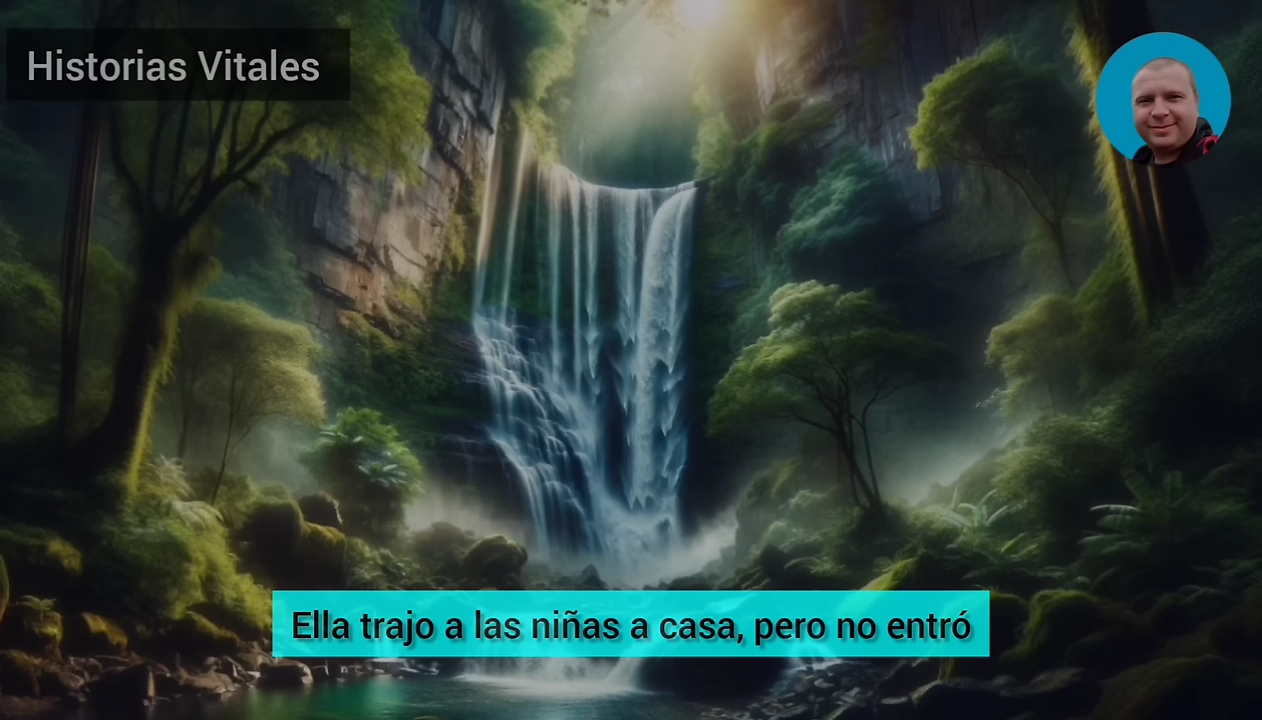 Historias Vitales
Ella trajo a las niñas a casa, pero no entró